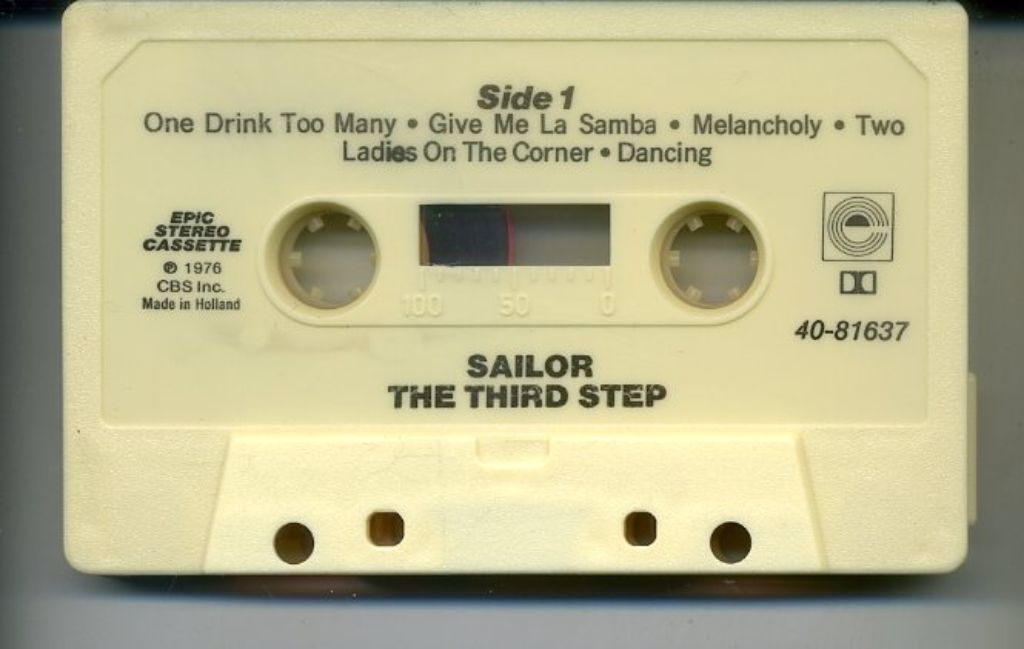 Side 1
One Drink Too Many • Give Me La Samba • Melancholy • Two
Ladies On The Corner • Dancing
EPIC
STEREO
CASSETTE
℗ 1976
CBS Inc.
Made in Holland
100 50 0
e
40-81637
SAILOR
THE THIRD STEP